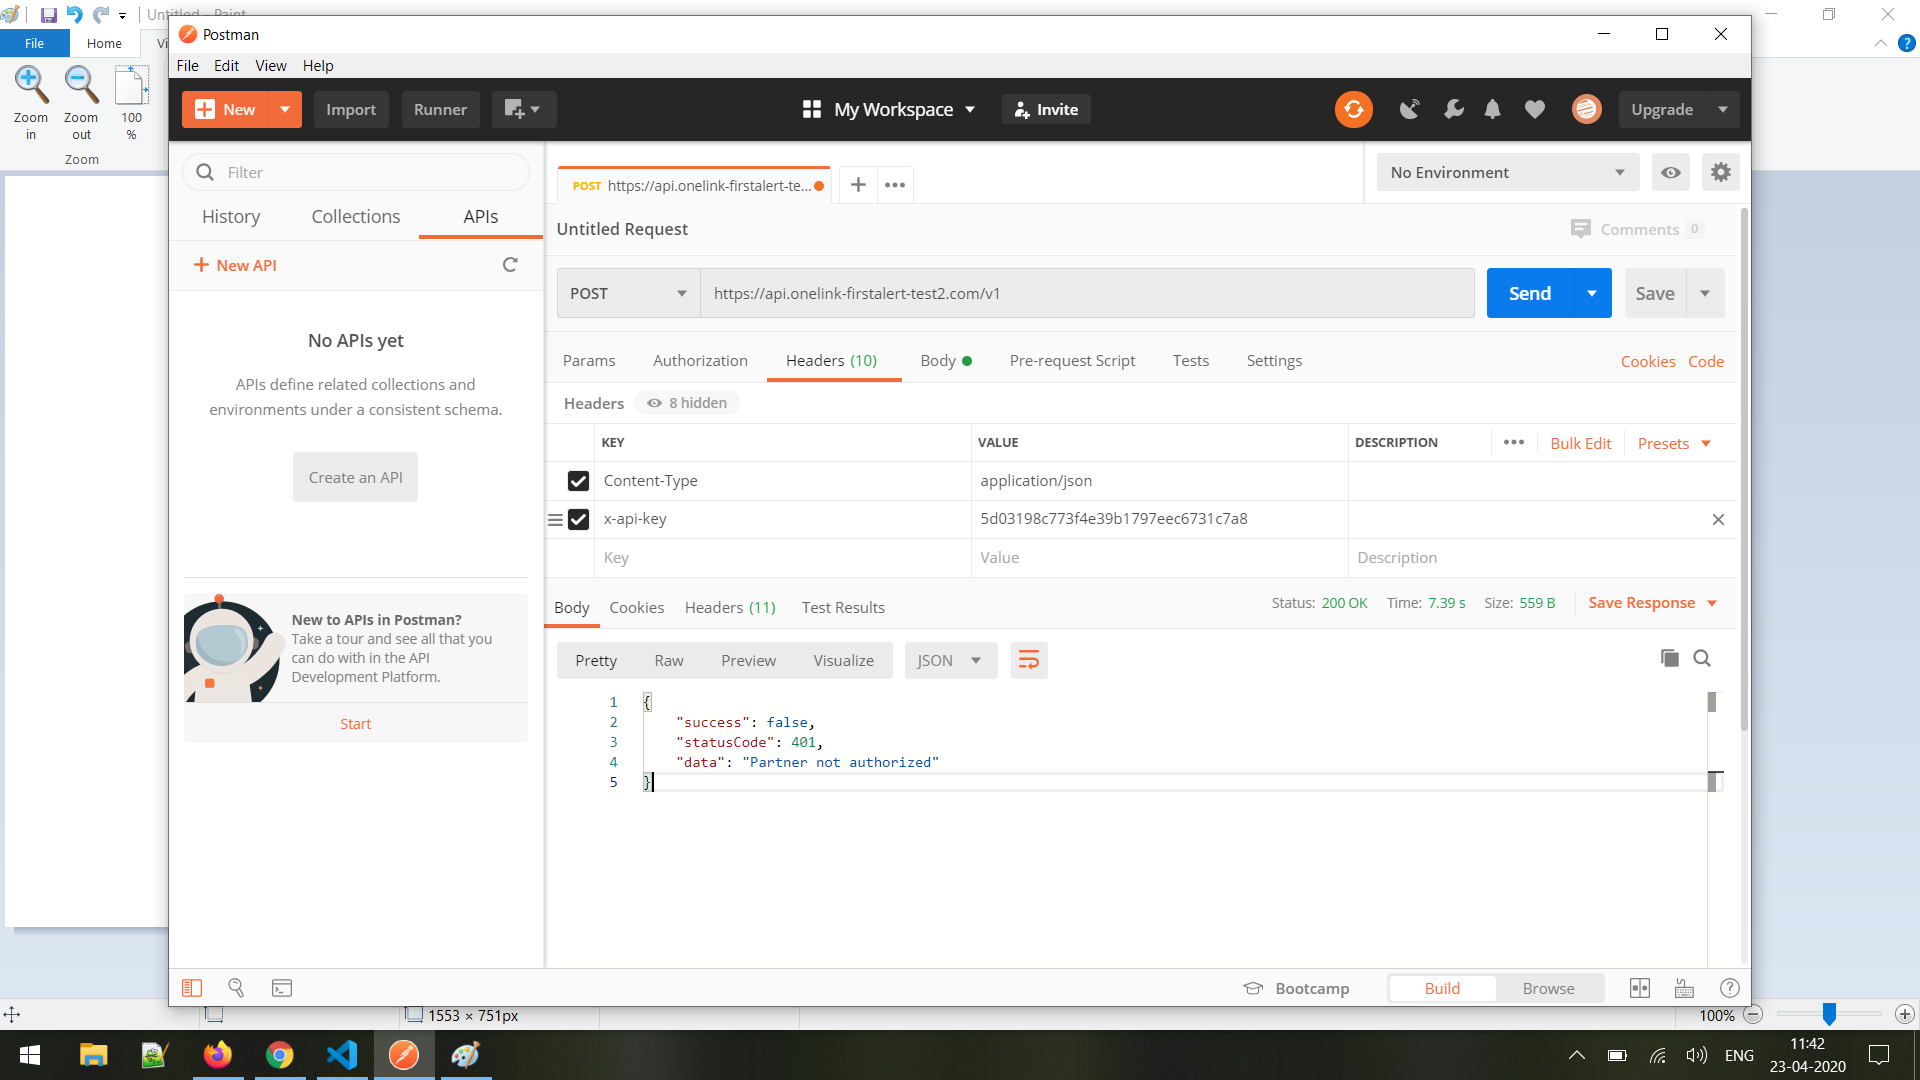 Untitled - Paint
File
Home
Vi
Zoom
in
Zoom
out
100
%
Zoom
Postman
File Edit View Help
New
Import
Runner
My Workspace
Invite
Upgrade
Filter
History Collections APIs
New API
No APIs yet
APIs define related collections and
environments under a consistent schema.
Create an API
New to APIs in Postman?
Take a tour and see all that you
can do with in the API
Development Platform.
Start
POST https://api.onelink-firstalert-te...
No Environment
Untitled Request
Comments 0
POST
https://api.onelink-firstalert-test2.com/v1
Send
Save
Params Authorization Headers (10) Body Pre-request Script Tests Settings
Cookies Code
Headers 8 hidden
KEY VALUE DESCRIPTION
Bulk Edit Presets
Content-Type application/json
x-api-key 5d03198c773f4e39b1797eec6731c7a8
Key Value Description
Body Cookies Headers (11) Test Results
Status: 200 OK Time: 7.39 s Size: 559 B Save Response
Pretty Raw Preview Visualize JSON
1 {
2 "success": false,
3 "statusCode": 401,
4 "data": "Partner not authorized"
5 }
Bootcamp
Build Browse
1553 × 751px
100%
ENG
11:42
23-04-2020